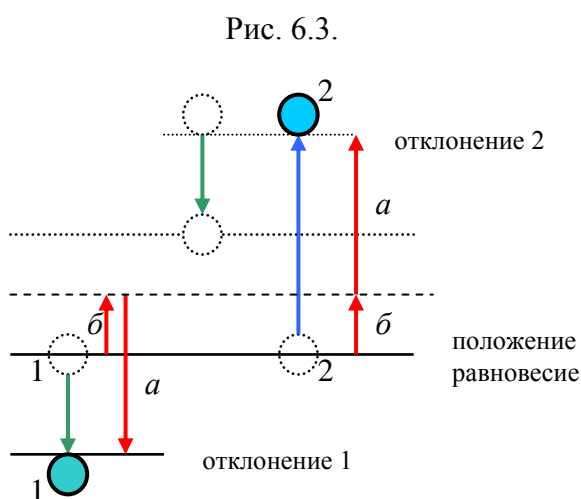 Рис. 6.3.
2
отклонение 2
а
б
б
положение
равновесие
1
2
а
отклонение 1
1